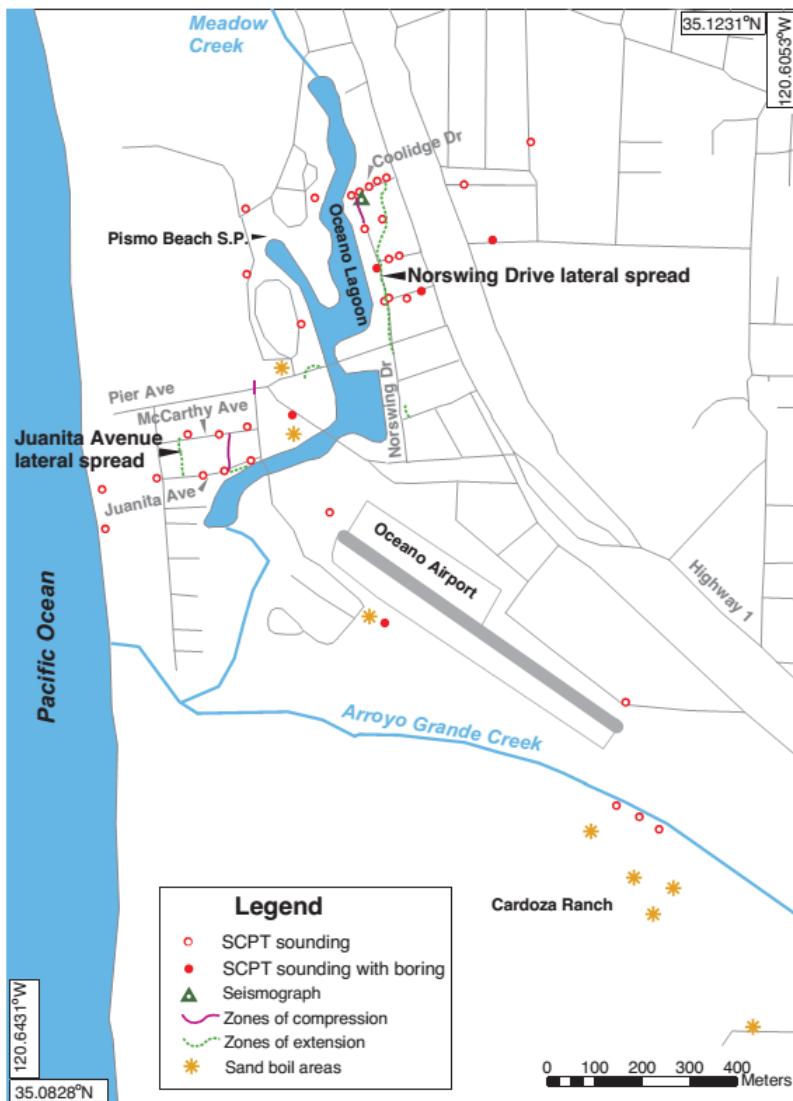 Meadow
Creek
35.1231°N
120.6053°W
Coolidge Dr
Pismo Beach S.P.
Oceano Lagoon
Norswing Drive lateral spread
Pier Ave
McCarthy Ave
Norswing Dr
Juanita Avenue
lateral spread
Juanita Ave
Oceano Airport
Highway 1
Pacific Ocean
Arroyo Grande Creek
Cardoza Ranch
Legend
SCPT sounding
SCPT sounding with boring
Seismograph
Zones of compression
Zones of extension
Sand boil areas
120.6431°W
35.0828°N
0 100 200 300 400
Meters